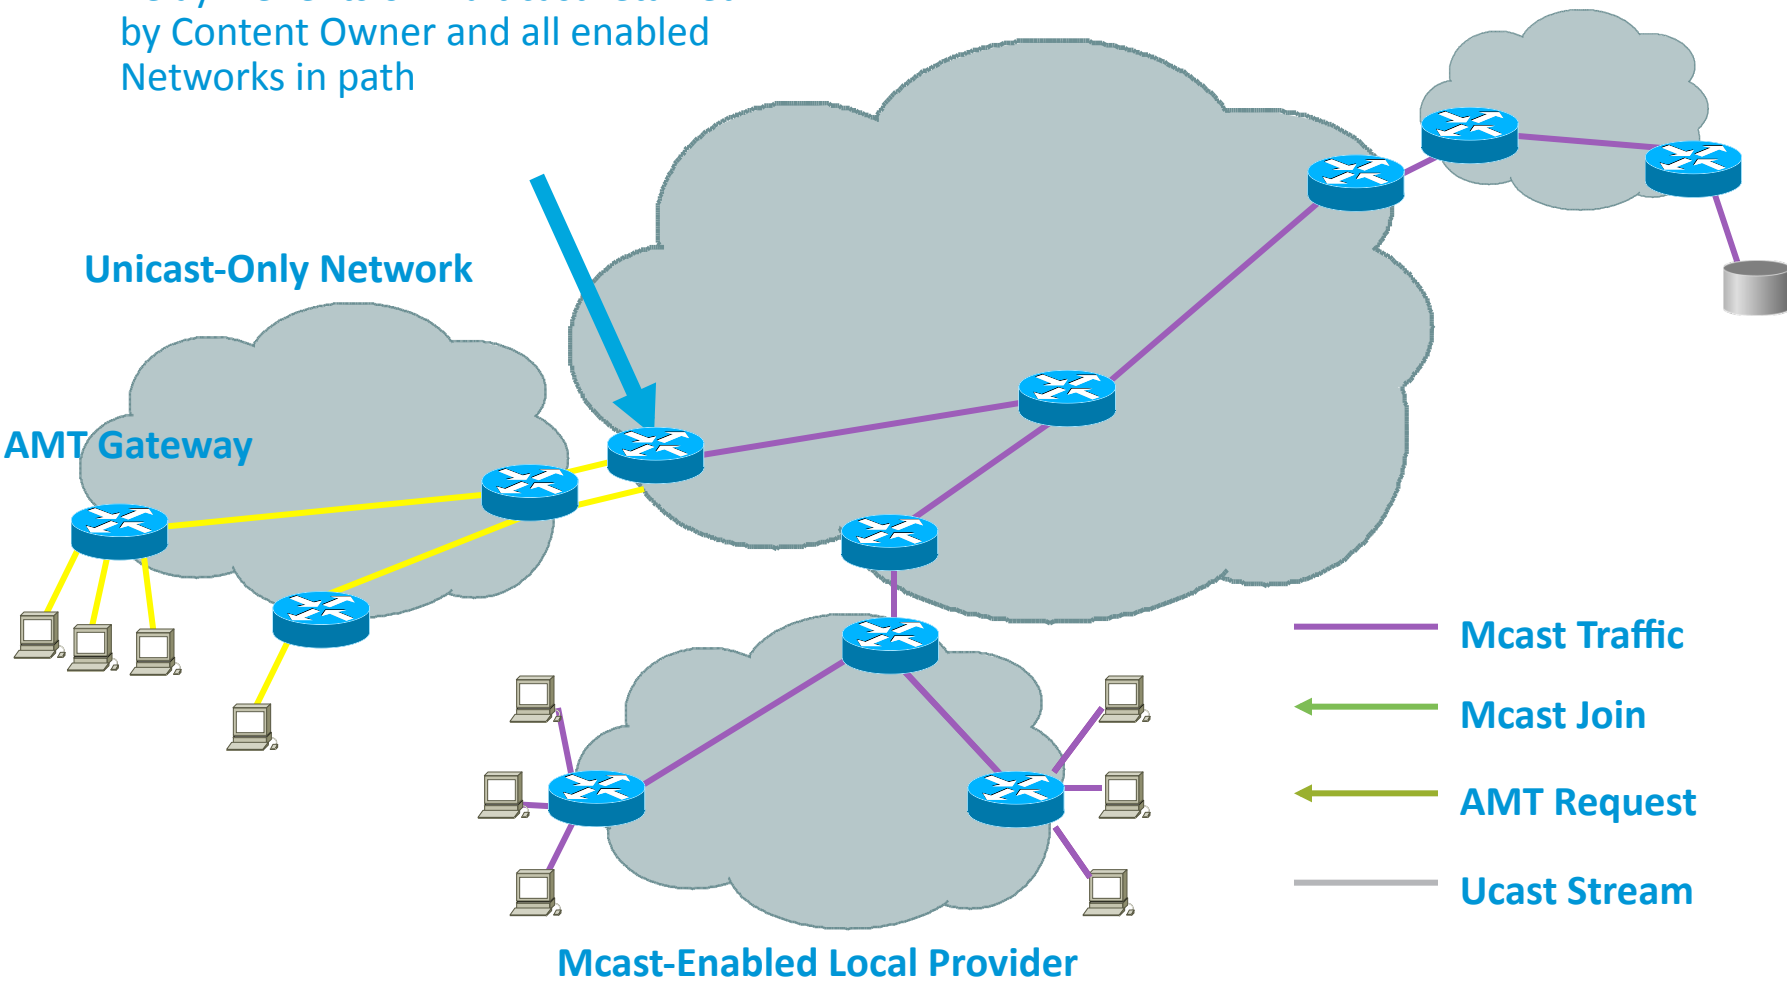 by Content Owner and all enabled
Networks in path
Unicast-Only Network
AMT Gateway
Mcast Traffic
Mcast Join
AMT Request
Ucast Stream
Mcast-Enabled Local Provider